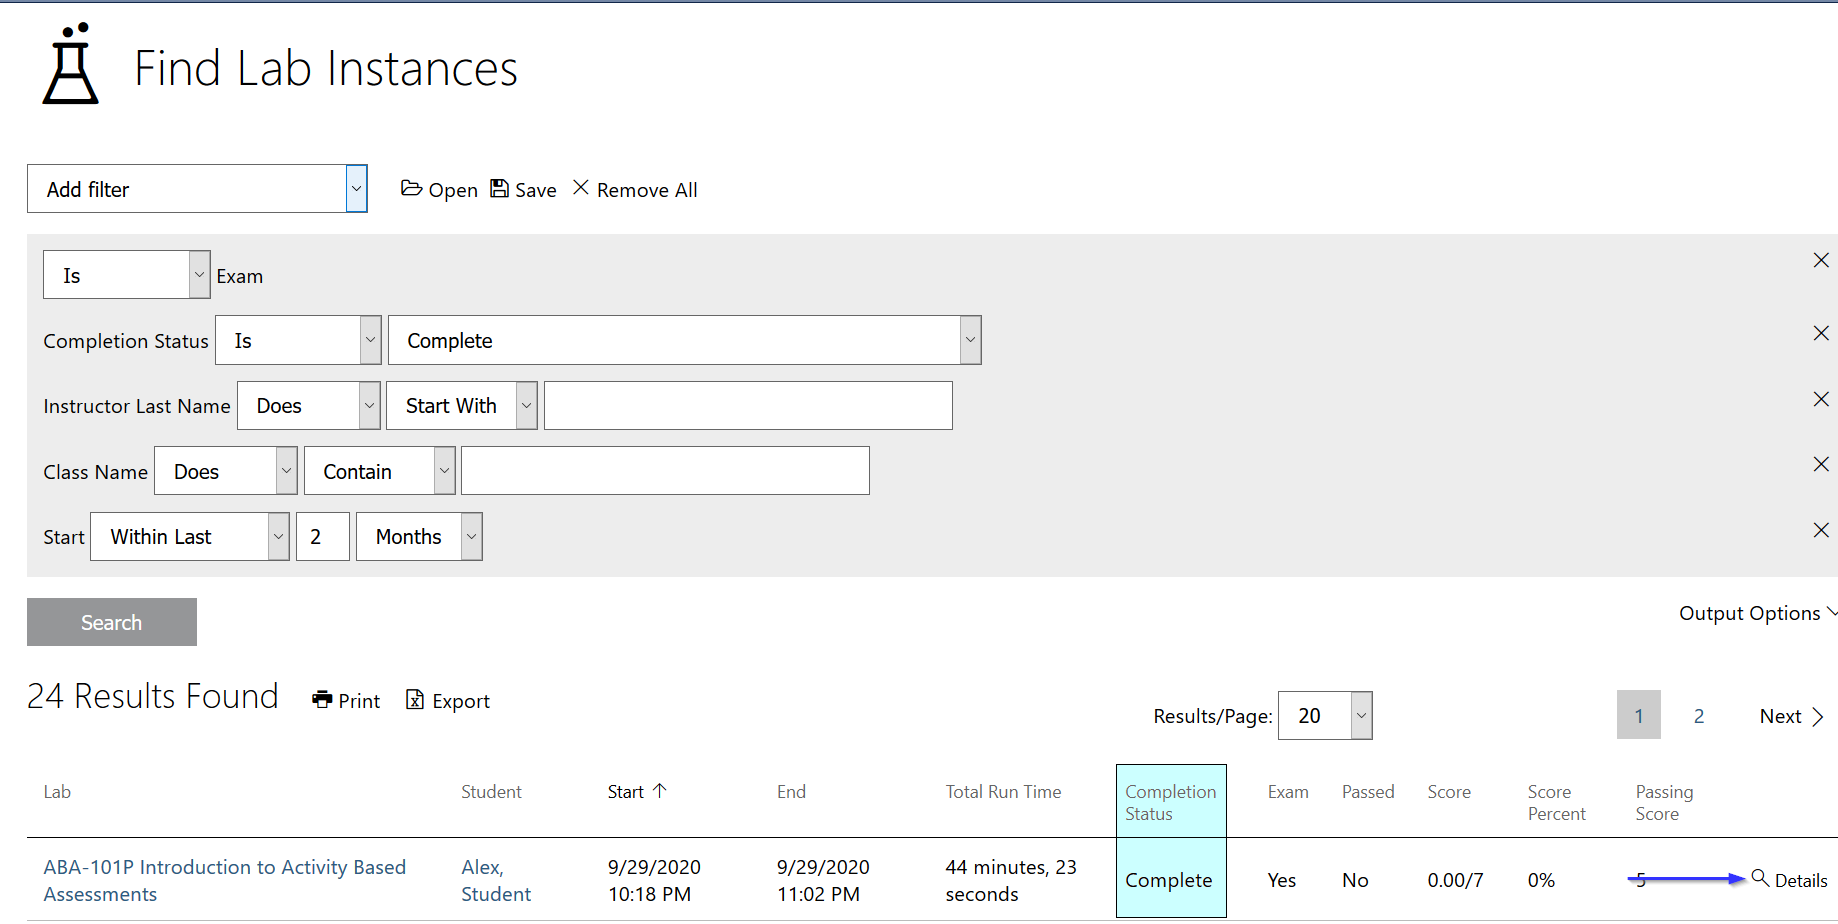 Find Lab Instances
Add filter Open Save Remove All
Is Exam
Completion Status Is Complete
Instructor Last Name Does Start With
Class Name Does Contain
Start Within Last 2 Months
Search
Output Options
24 Results Found Print Export
Results/Page: 20 1 2 Next
Lab Student Start End Total Run Time Completion Status Exam Passed Score Score Percent Passing Score
ABA-101P Introduction to Activity Based Assessments Alex, Student 9/29/2020 10:18 PM 9/29/2020 11:02 PM 44 minutes, 23 seconds Complete Yes No 0.00/7 0% 5 Details